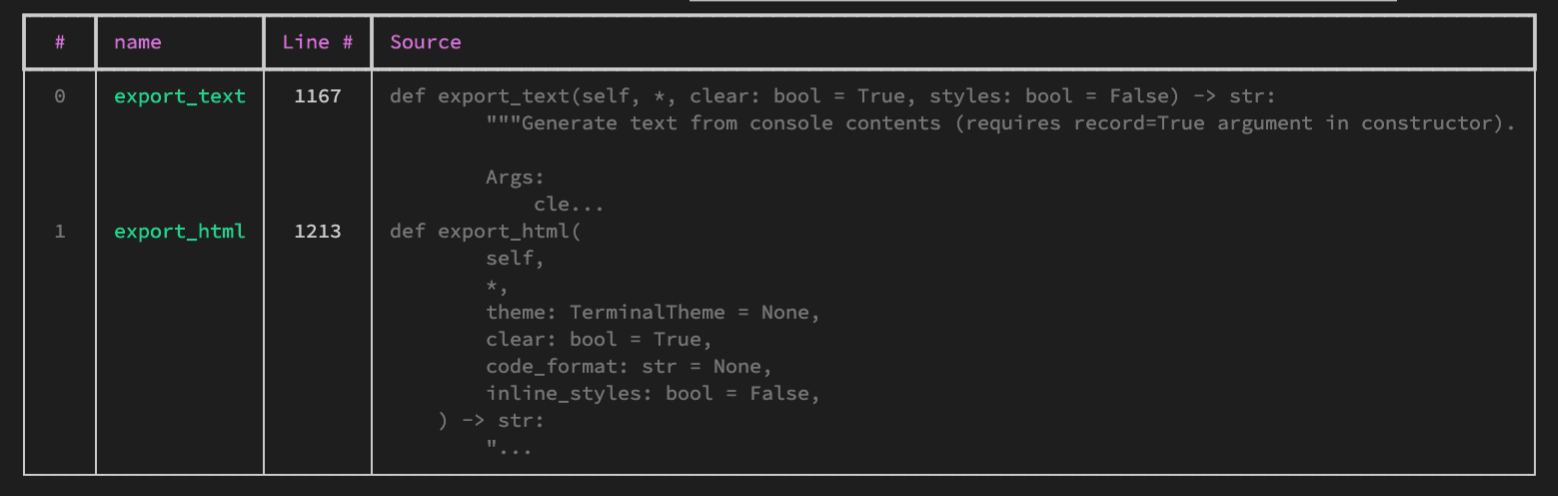 # name Line # Source
0 export_text 1167 def export_text(self, *, clear: bool = True, styles: bool = False) -> str:
"""Generate text from console contents (requires record=True argument in constructor).
Args:
cle...
1 export_html 1213 def export_html(
self,
*,
theme: TerminalTheme = None,
clear: bool = True,
code_format: str = None,
inline_styles: bool = False,
) -> str:
"...